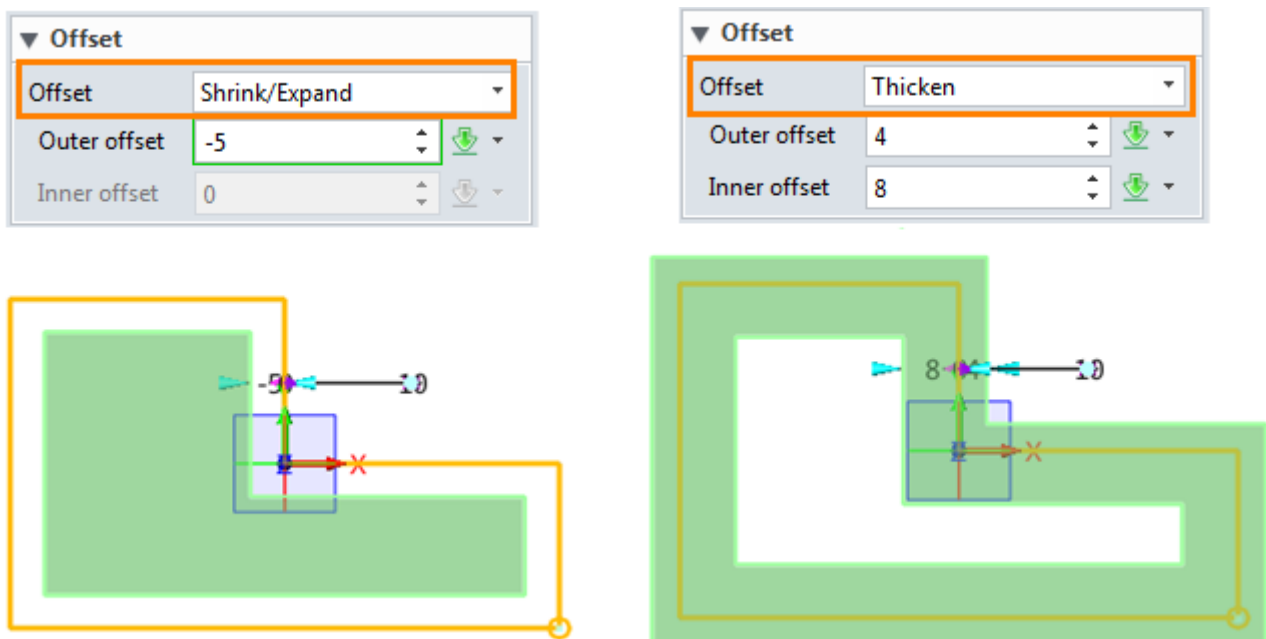 Offset
Offset Shrink/Expand
Outer offset -5
Inner offset 0
Offset
Offset Thicken
Outer offset 4
Inner offset 8
10
X
8
10
X